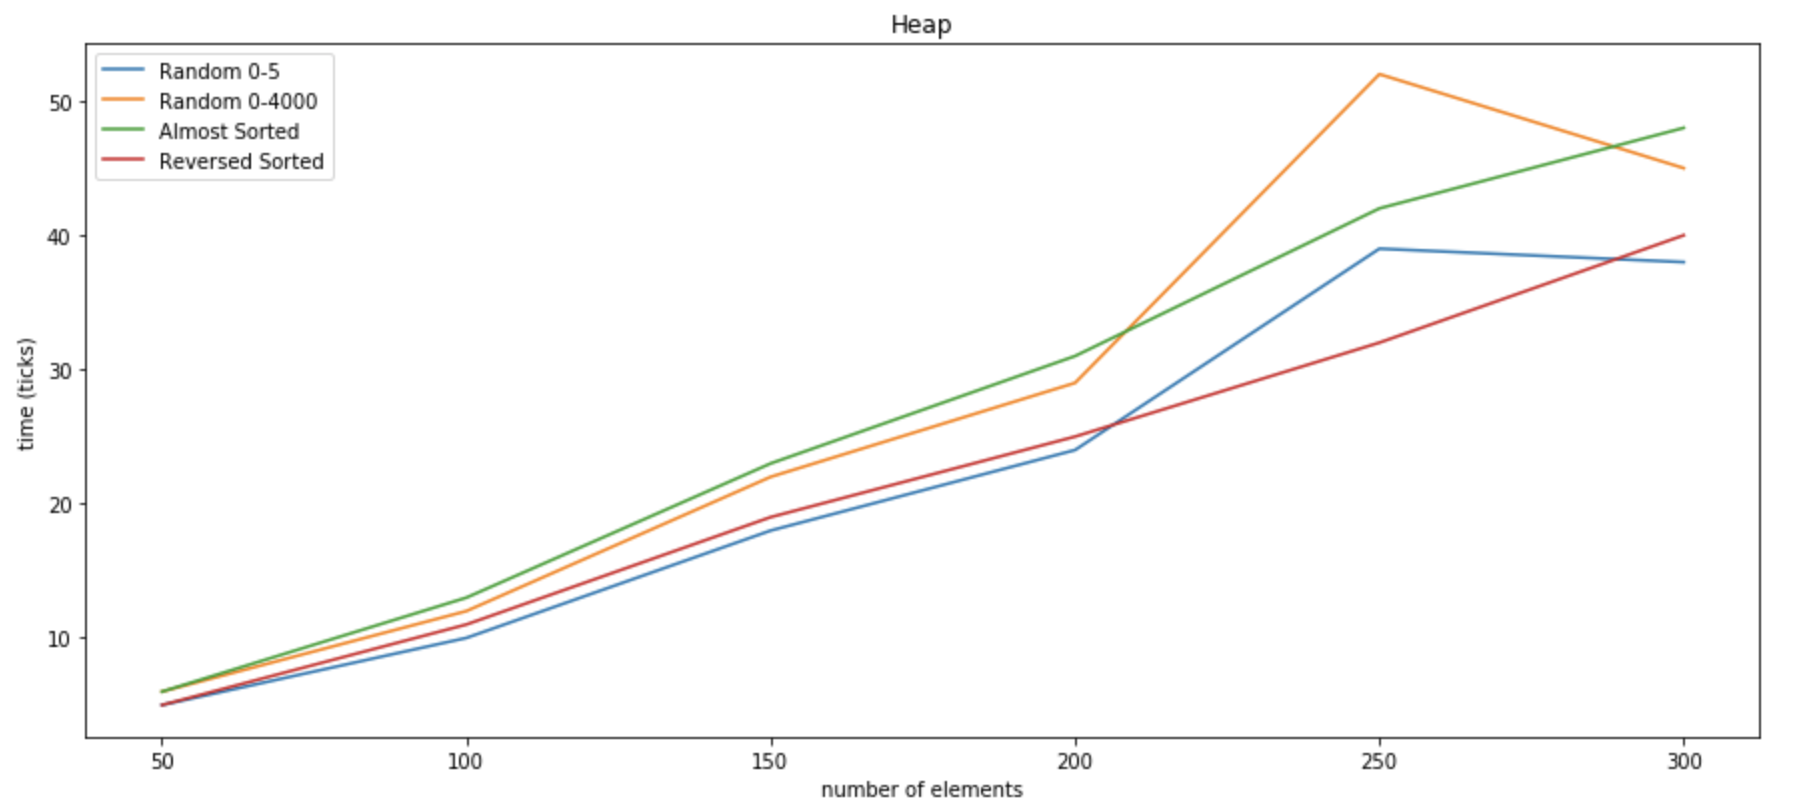 Heap
Random 0-5
Random 0-4000
Almost Sorted
Reversed Sorted
50
40
30
20
10
time (ticks)
50 100 150 200 250 300
number of elements